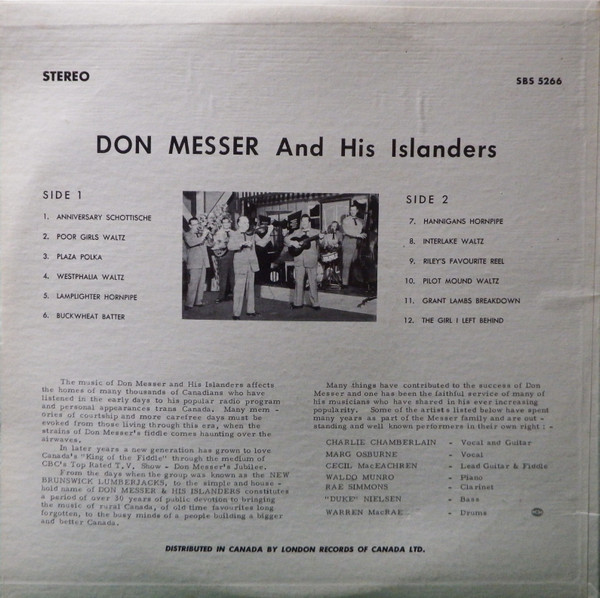 STEREO
SBS 5266
DON MESSER And His Islanders
SIDE 1
1. ANNIVERSARY SCHOTTISCHE
2. POOR GIRLS WALTZ
3. PLAZA POLKA
4. WESTPHALIA WALTZ
5. LAMPLIGHTER HORNPIPE
6. BUCKWHEAT BATTER
SIDE 2
7. HANNIGANS HORNPIPE
8. INTERLAKE WALTZ
9. RILEY'S FAVOURITE REEL
10. PILOT MOUND WALTZ
11. GRANT LAMBS BREAKDOWN
12. THE GIRL I LEFT BEHIND
The music of Don Messer and His Islanders affects
the homes of many thousands of Canadians who have
listened in the early days to his popular radio program
and personal appearances trans Canada. Many mem -
ories of courtship and more carefree days must be
evoked from those living through this era, when the
strains of Don Messer's fiddle comes haunting over the
airwaves.
In later years a new generation has grown to love
Canada's "King of the Fiddle" through the medium of
CBC's Top Rated T.V. Show - Don Messer's Jubilee.
From the days when the group was known as the NEW
BRUNSWICK LUMBERJACKS, to the simple and house -
hold name of DON MESSER & HIS ISLANDERS constitutes
a period of over 30 years of public devotion to bringing
the music of rural Canada, of old time favourites long
forgotten, to the busy minds of a people building a bigger
and better Canada.
Many things have contributed to the success of Don
Messer and one has been the faithful service of many of
his musicians who have shared in his ever increasing
popularity. Some of the artists listed below have spent
many years as part of the Messer family and are out -
standing and well known performers in their own right : -
CHARLIE CHAMBERLAIN - Vocal and Guitar
MARG OSBURNE - Vocal
CECIL MacEACHREN - Lead Guitar & Fiddle
WALDO MUNRO - Piano
RAE SIMMONS - Clarinet
"DUKE" NIELSEN - Bass
WARREN MacRAE - Drums
DISTRIBUTED IN CANADA BY LONDON RECORDS OF CANADA LTD.